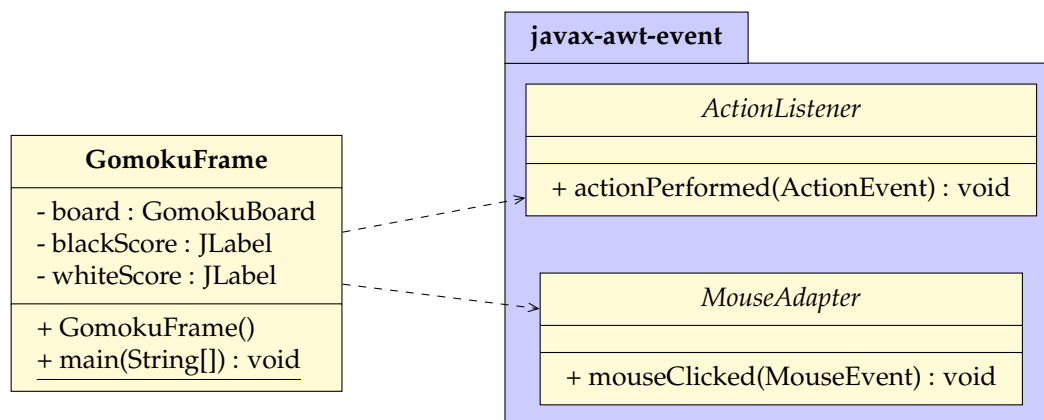 javax-awt-event
ActionListener
+ actionPerformed(ActionEvent) : void
MouseAdapter
+ mouseClicked(MouseEvent) : void
GomokuFrame
- board : GomokuBoard
- blackScore : JLabel
- whiteScore : JLabel
+ GomokuFrame()
+ main(String[]) : void